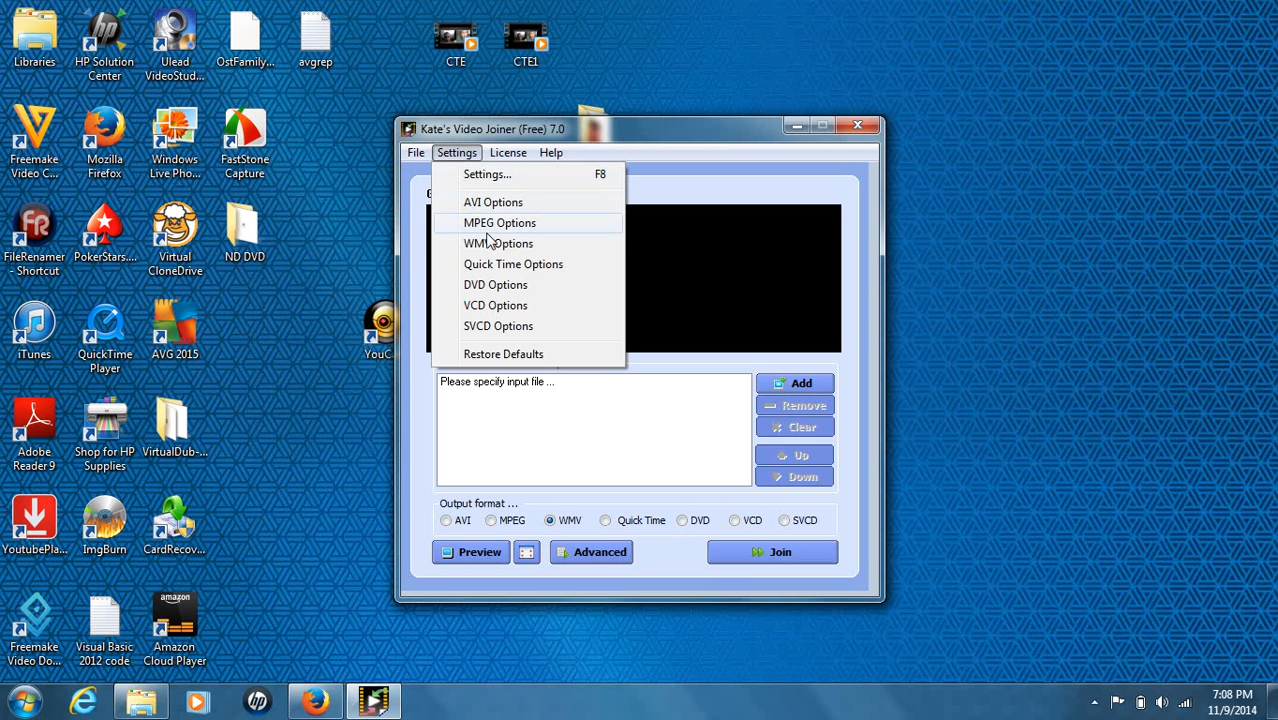 Libraries
HP Solution
Center
Ulead
VideoStud...
OstFamily...
avgrep
CTE
CTE1
Freemake
Video C...
Mozilla
Firefox
Windows
Live Pho...
FastStone
Capture
FileRenamer
- Shortcut
PokerStars....
Virtual
CloneDrive
ND DVD
iTunes
QuickTime
Player
AVG 2015
YouC
Adobe
Reader 9
Shop for HP
Supplies
VirtualDub-...
YoutubePla...
ImgBurn
CardRecov...
Freemake
Video Do...
Visual Basic
2012 code
Amazon
Cloud Player
amazon
Kate's Video Joiner (Free) 7.0
File Settings License Help
Settings... F8
AVI Options
MPEG Options
WMV Options
Quick Time Options
DVD Options
VCD Options
SVCD Options
Restore Defaults
Please specify input file ...
Add
Remove
Clear
Up
Down
Output format ...
AVI MPEG WMV Quick Time DVD VCD SVCD
Preview Advanced Join
7:08 PM
11/9/2014